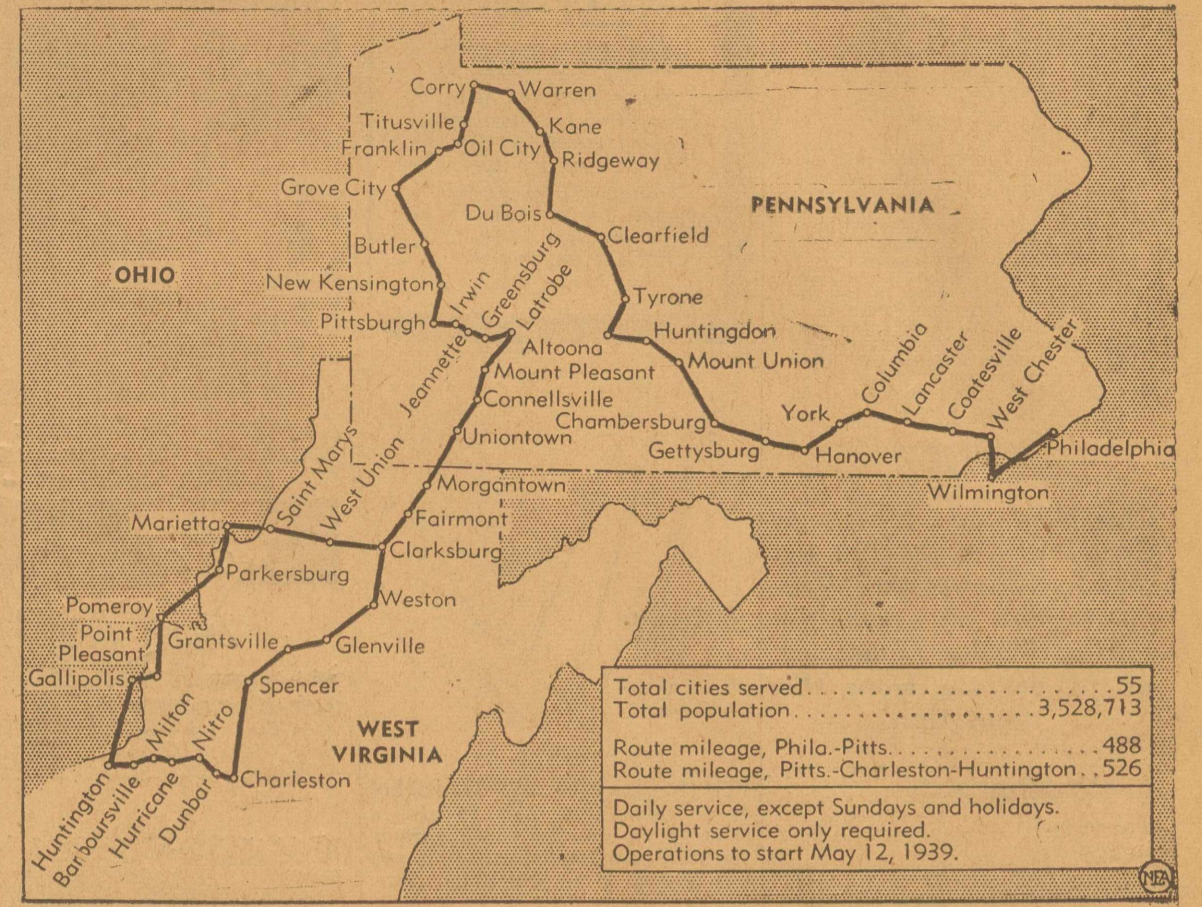 Corry
Warren
Titusville
Kane
Franklin
Oil City
Ridgeway
Grove City
PENNSYLVANIA
Du Bois
Clearfield
Butler
OHIO
New Kensington
Irwin
Greensburg
Latrobe
Tyrone
Pittsburgh
Jeannette
Altoona
Huntingdon
Mount Union
Mount Pleasant
Connellsville
Columbia
Lancaster
Coatesville
West Chester
York
Chambersburg
Uniontown
Gettysburg
Hanover
Philadelphia
Wilmington
Saint Marys
West Union
Morgantown
Marietta
Fairmont
Clarksburg
Parkersburg
Weston
Pomeroy
Point
Pleasant
Grantsville
Glenville
Gallipolis
Spencer
Milton
Nitro
WEST
VIRGINIA
Charleston
Huntington
Barboursville
Hurricane
Dunbar
Total cities served....................55
Total population................3,528,713
Route mileage, Phila.-Pitts.............488
Route mileage, Pitts.-Charleston-Huntington..526
Daily service, except Sundays and holidays.
Daylight service only required.
Operations to start May 12, 1939.
NEA